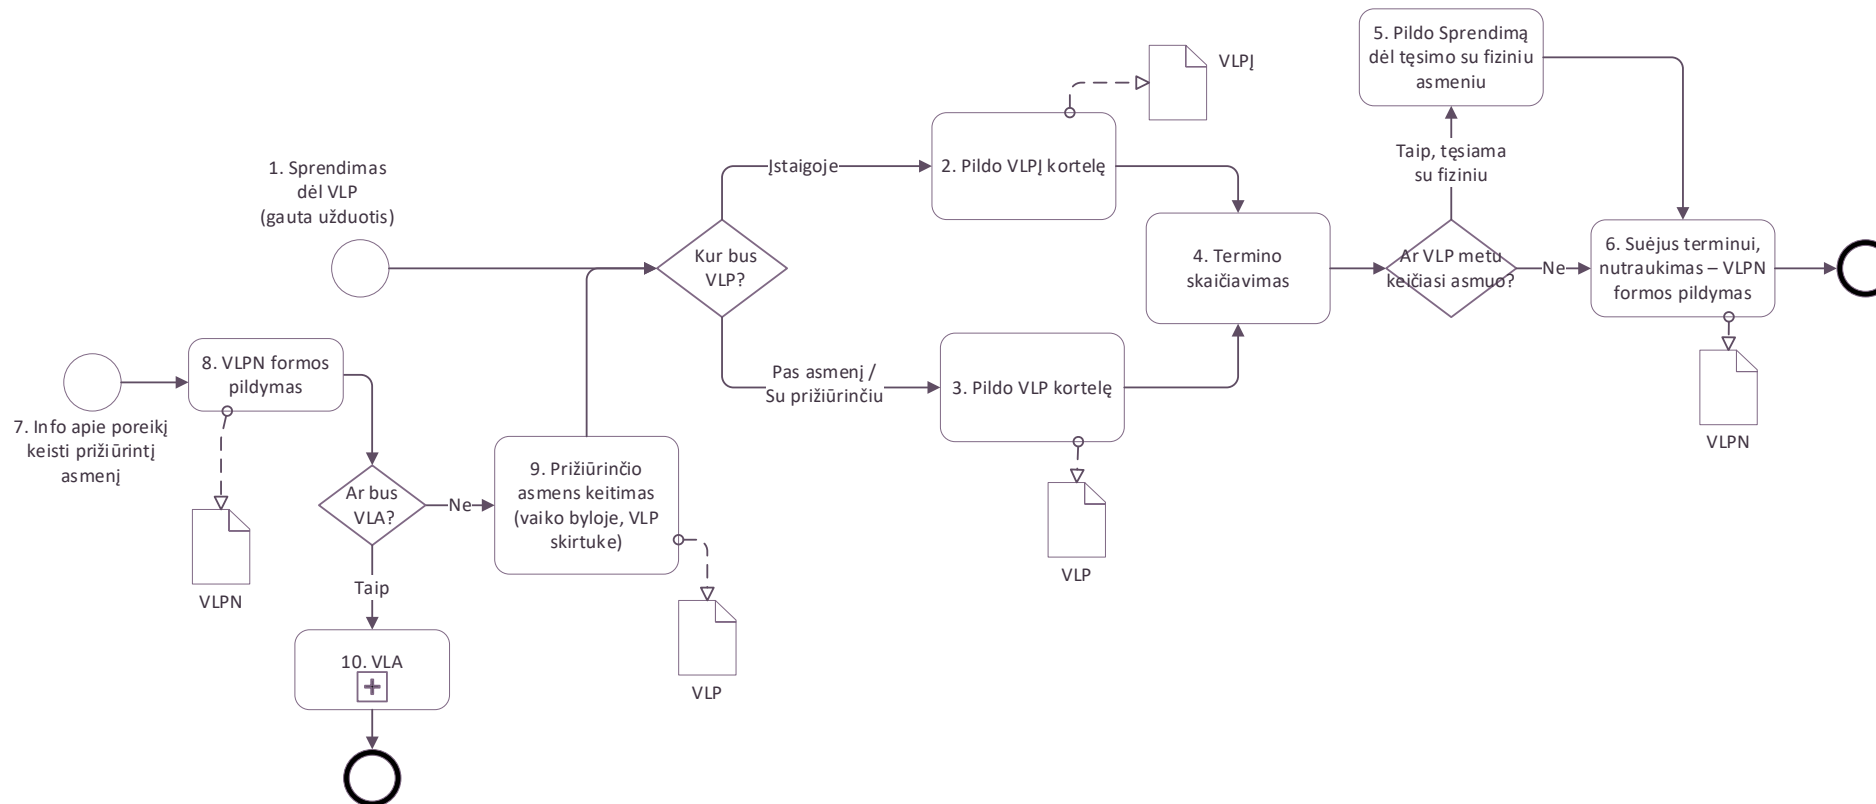 1. Sprendimas
dėl VLP
(gauta užduotis)
Kur bus
VLP?
Įstaigoje
2. Pildo VLPĮ kortelę
VLPĮ
Pas asmenį /
Su prižiūrinčiu
3. Pildo VLP kortelę
VLP
4. Termino
skaičiavimas
Ar VLP metu
keičiasi asmuo?
Taip, tęsiama
su fiziniu
5. Pildo Sprendimą
dėl tęsimo su fiziniu
asmeniu
Ne
6. Suėjus terminui,
nutraukimas – VLPN
formos pildymas
VLPN
7. Info apie poreikį
keisti prižiūrintį
asmenį
8. VLPN formos
pildymas
VLPN
Ar bus
VLA?
Ne
9. Prižiūrinčio
asmens keitimas
(vaiko byloje, VLP
skirtuke)
VLP
Taip
10. VLA